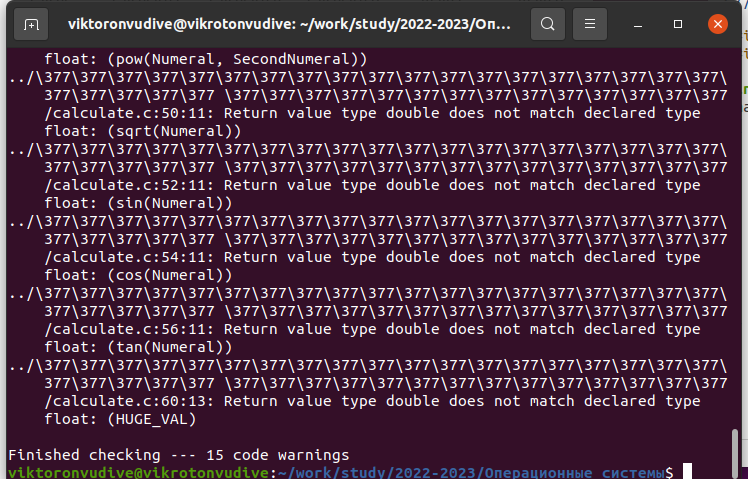 viktoronvudive@vikrotonvudive: ~/work/study/2022-2023/Оп...
float: (pow(Numeral, SecondNumeral))
../\377\377\377\377\377\377\377\377\377\377\377\377\377\377\377\377\377\377\377\
377\377\377\377\377 \377\377\377\377\377\377\377\377\377\377\377\377\377\377
/calculate.c:50:11: Return value type double does not match declared type
float: (sqrt(Numeral))
../\377\377\377\377\377\377\377\377\377\377\377\377\377\377\377\377\377\377\377\
377\377\377\377\377 \377\377\377\377\377\377\377\377\377\377\377\377\377\377
/calculate.c:52:11: Return value type double does not match declared type
float: (sin(Numeral))
../\377\377\377\377\377\377\377\377\377\377\377\377\377\377\377\377\377\377\377\
377\377\377\377\377 \377\377\377\377\377\377\377\377\377\377\377\377\377\377
/calculate.c:54:11: Return value type double does not match declared type
float: (cos(Numeral))
../\377\377\377\377\377\377\377\377\377\377\377\377\377\377\377\377\377\377\377\
377\377\377\377\377 \377\377\377\377\377\377\377\377\377\377\377\377\377\377
/calculate.c:56:11: Return value type double does not match declared type
float: (tan(Numeral))
../\377\377\377\377\377\377\377\377\377\377\377\377\377\377\377\377\377\377\377\
377\377\377\377\377 \377\377\377\377\377\377\377\377\377\377\377\377\377\377
/calculate.c:60:13: Return value type double does not match declared type
float: (HUGE_VAL)
Finished checking --- 15 code warnings
viktoronvudive@vikrotonvudive:~/work/study/2022-2023/Операционные системы$